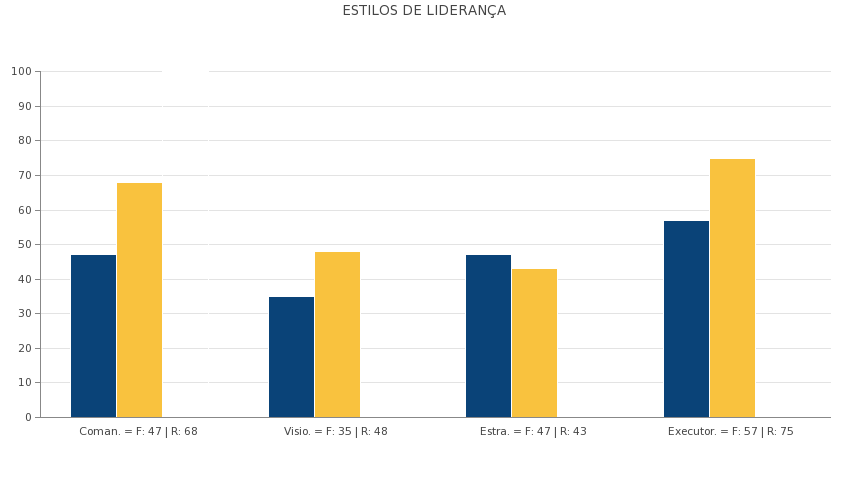 ESTILOS DE LIDERANÇA
100
90
80
70
60
50
40
30
20
10
0
Coman. = F: 47 | R: 68
Visio. = F: 35 | R: 48
Estra. = F: 47 | R: 43
Executor. = F: 57 | R: 75